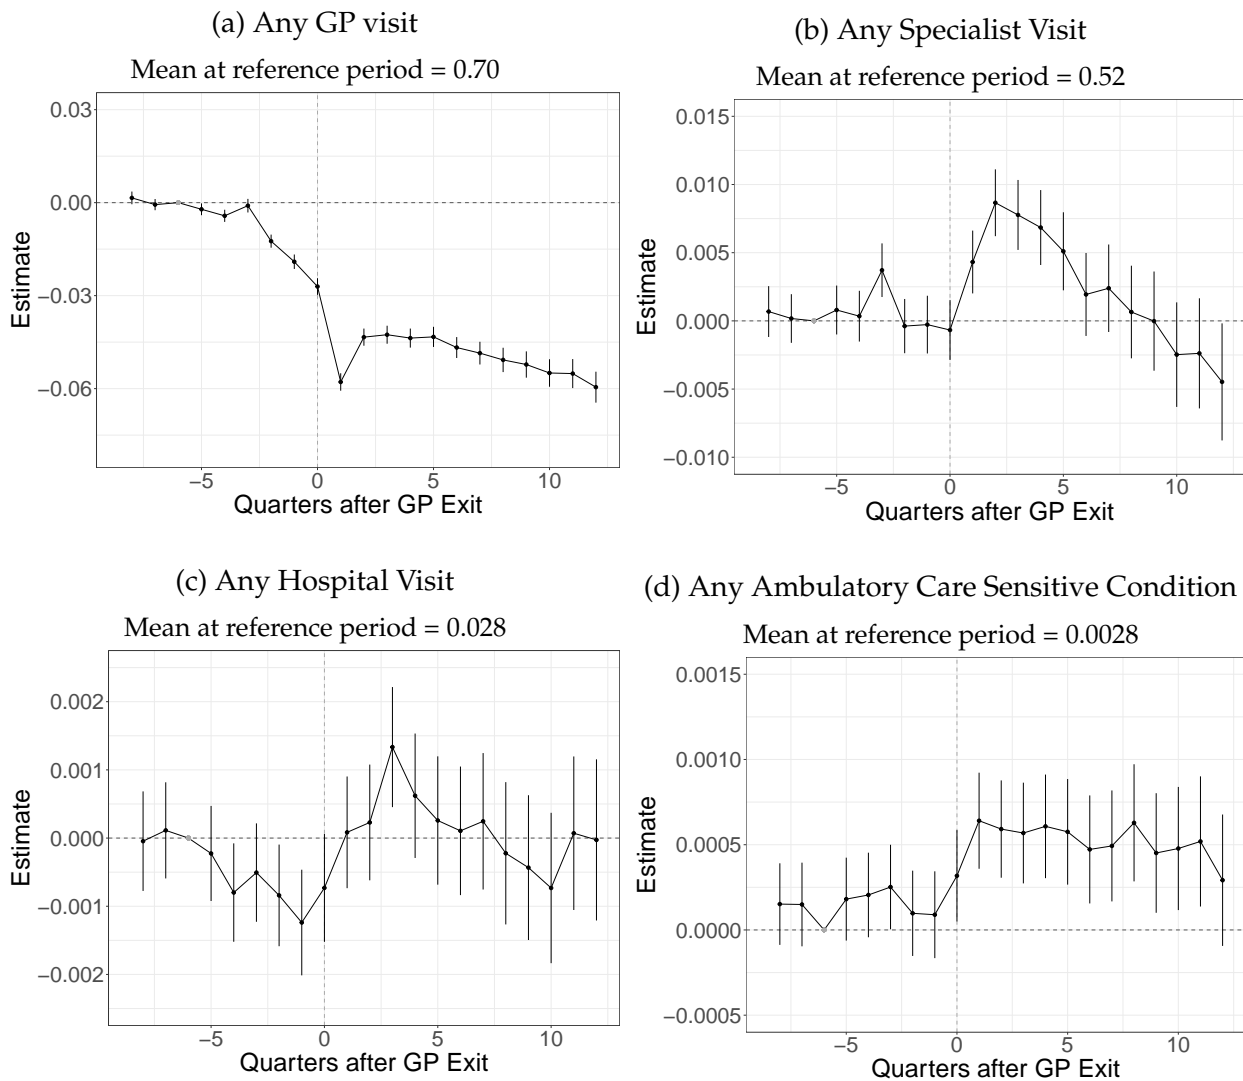 (a) Any GP visit
Mean at reference period = 0.70
0.03
0.00
−0.03
−0.06
Estimate
−5
0
5
10
Quarters after GP Exit
(b) Any Specialist Visit
Mean at reference period = 0.52
0.015
0.010
0.005
0.000
−0.005
−0.010
Estimate
−5
0
5
10
Quarters after GP Exit
(c) Any Hospital Visit
Mean at reference period = 0.028
0.002
0.001
0.000
−0.001
−0.002
Estimate
−5
0
5
10
Quarters after GP Exit
(d) Any Ambulatory Care Sensitive Condition
Mean at reference period = 0.0028
0.0015
0.0010
0.0005
0.0000
−0.0005
Estimate
−5
0
5
10
Quarters after GP Exit